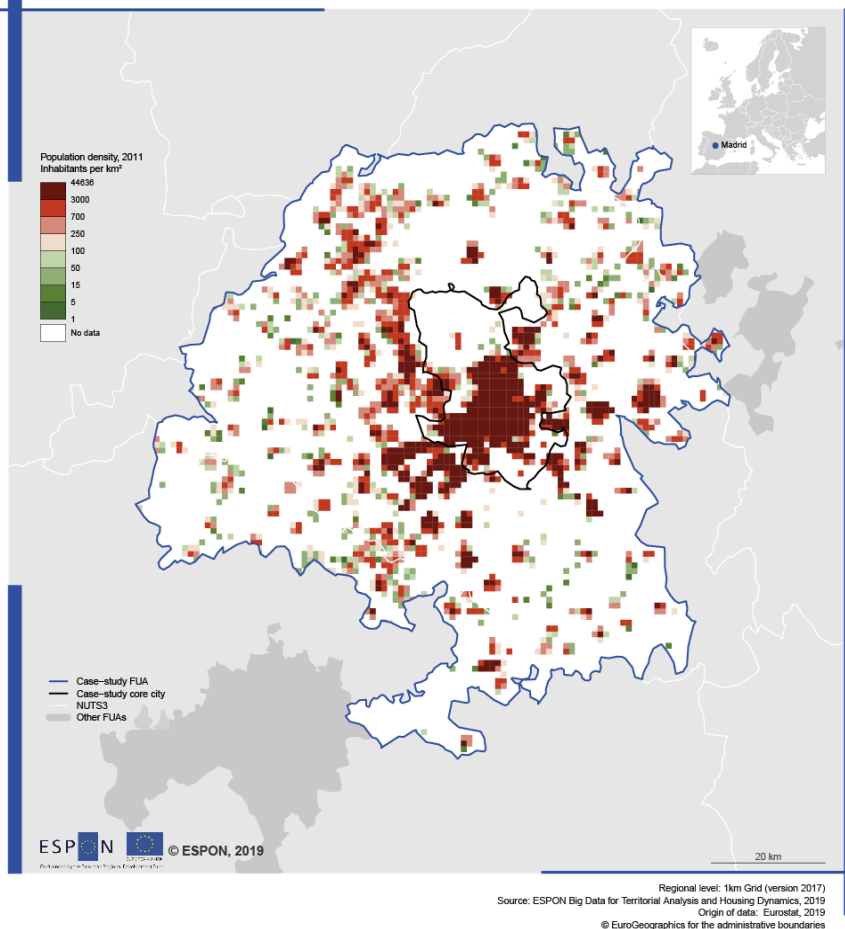 Madrid
Population density, 2011
Inhabitants per km²
44636
3000
700
250
100
50
15
5
1
No data
Case-study FUA
Case-study core city
NUTS3
Other FUAs
ESPON
EUROPEAN UNION
© ESPON, 2019
20 km
Regional level: 1km Grid (version 2017)
Source: ESPON Big Data for Territorial Analysis and Housing Dynamics, 2019
Origin of data: Eurostat, 2019
© EuroGeographics for the administrative boundaries